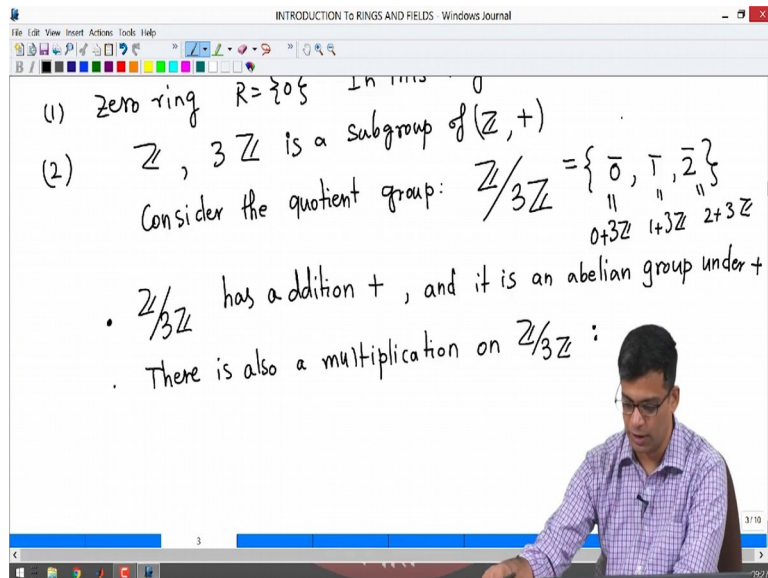 INTRODUCTION To RINGS AND FIELDS - Windows Journal
File Edit View Insert Actions Tools Help
B I
(1) Zero ring R={0} In this
(2) ℤ, 3ℤ is a subgroup of (ℤ, +)
Consider the quotient group: ℤ/3ℤ = { 0̄, 1̄, 2̄ }
|| || ||
0+3ℤ 1+3ℤ 2+3ℤ
• ℤ/3ℤ has addition +, and it is an abelian group under +
. There is also a multiplication on ℤ/3ℤ :
3/10
3